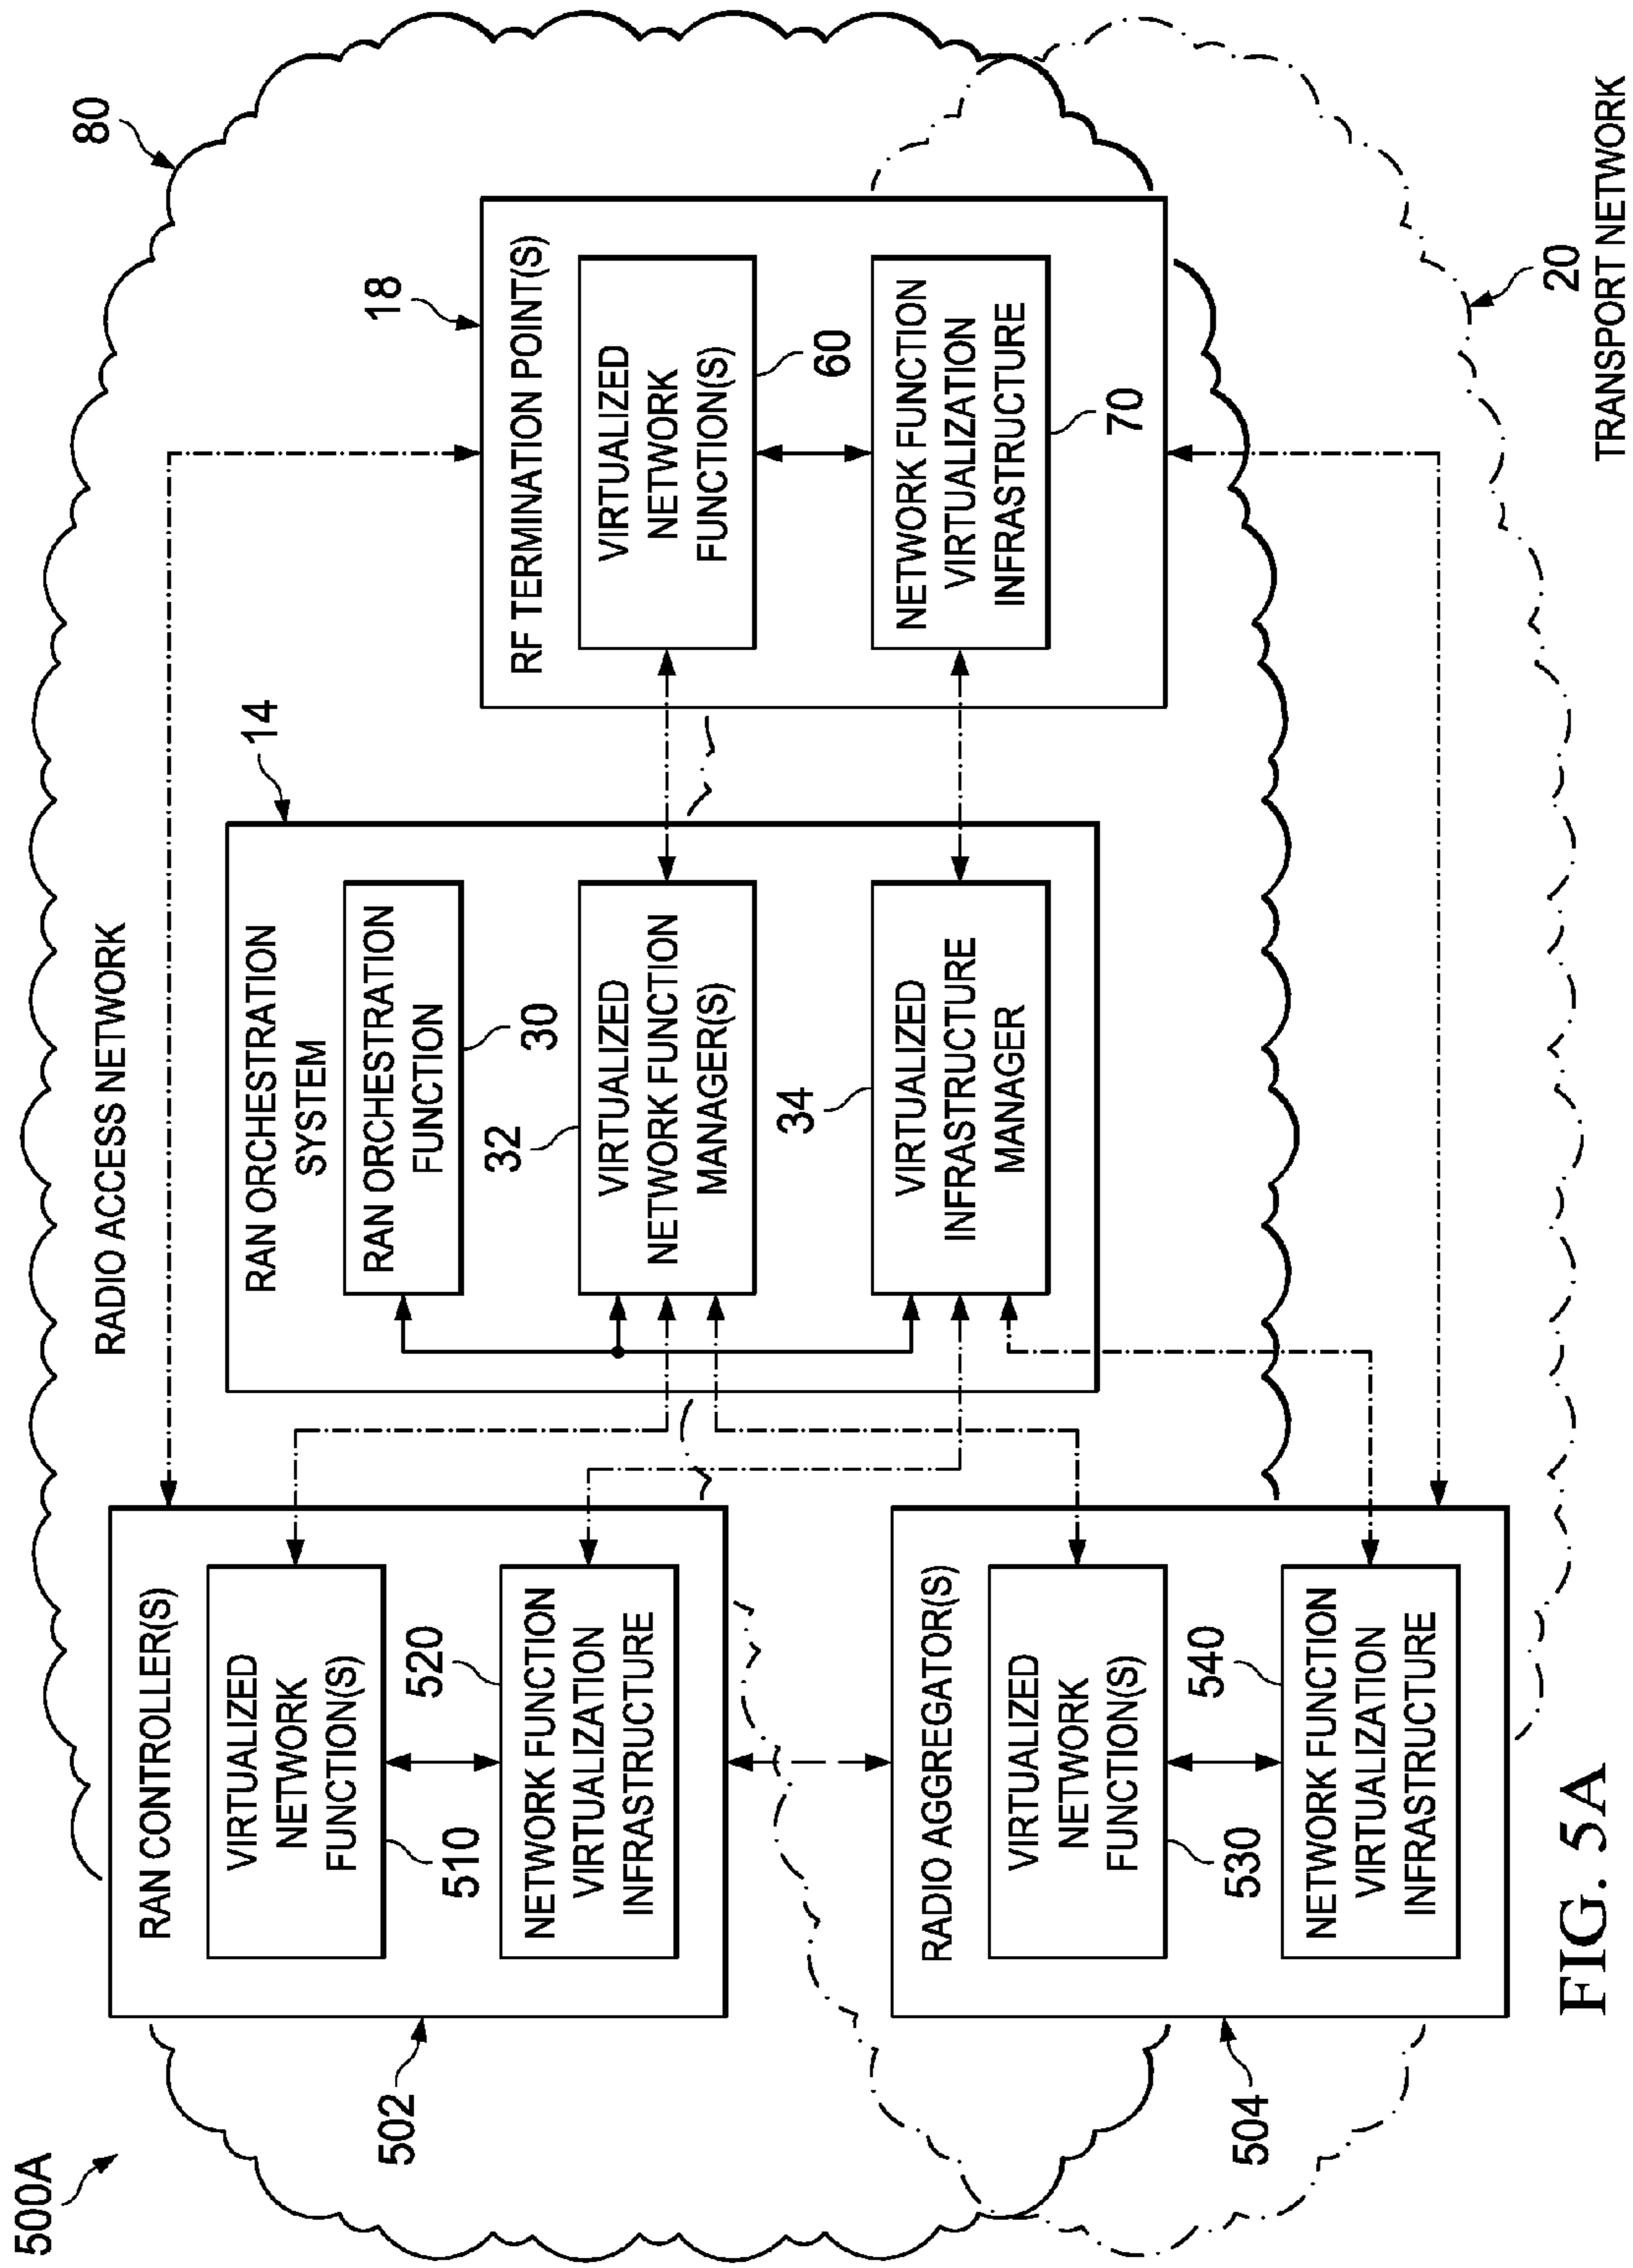 500A
80
RADIO ACCESS NETWORK
RAN CONTROLLER(S)
VIRTUALIZED
NETWORK
FUNCTION(S)
510
520
NETWORK FUNCTION
VIRTUALIZATION
INFRASTRUCTURE
502
14
RAN ORCHESTRATION
SYSTEM
RAN ORCHESTRATION
FUNCTION
30
32
VIRTUALIZED
NETWORK FUNCTION
MANAGER(S)
34
VIRTUALIZED
INFRASTRUCTURE
MANAGER
18
RF TERMINATION POINT(S)
VIRTUALIZED
NETWORK
FUNCTION(S)
60
NETWORK FUNCTION
VIRTUALIZATION
INFRASTRUCTURE
70
RADIO AGGREGATOR(S)
VIRTUALIZED
NETWORK
FUNCTION(S)
530
540
NETWORK FUNCTION
VIRTUALIZATION
INFRASTRUCTURE
504
20
TRANSPORT NETWORK
FIG. 5A